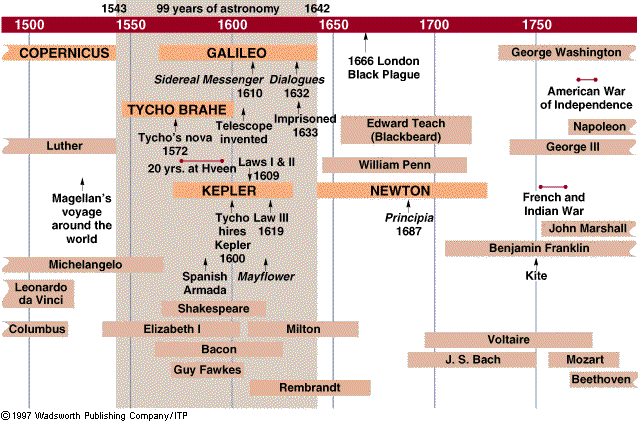 1543 99 years of astronomy 1642
1500 1550 1600 1650 1700 1750
COPERNICUS GALILEO George Washington
1666 London
Black Plague
Sidereal Messenger
1610
Dialogues
1632
American War
of Independence
TYCHO BRAHE
Telescope
invented
Imprisoned
1633
Edward Teach
(Blackbeard)
Napoleon
Tycho's nova
1572
Luther
George III
20 yrs. at Hveen
Laws I & II
1609
William Penn
KEPLER NEWTON
Magellan's
voyage
around the
world
French and
Indian War
Tycho
hires
Kepler
1600
Law III
1619
Principia
1687
John Marshall
Benjamin Franklin
Michelangelo
Spanish
Armada
Mayflower
Kite
Leonardo
da Vinci
Shakespeare
Columbus Elizabeth I Milton
Voltaire
Bacon
J. S. Bach Mozart
Guy Fawkes
Rembrandt
Beethoven
©1997 Wadsworth Publishing Company/ITP